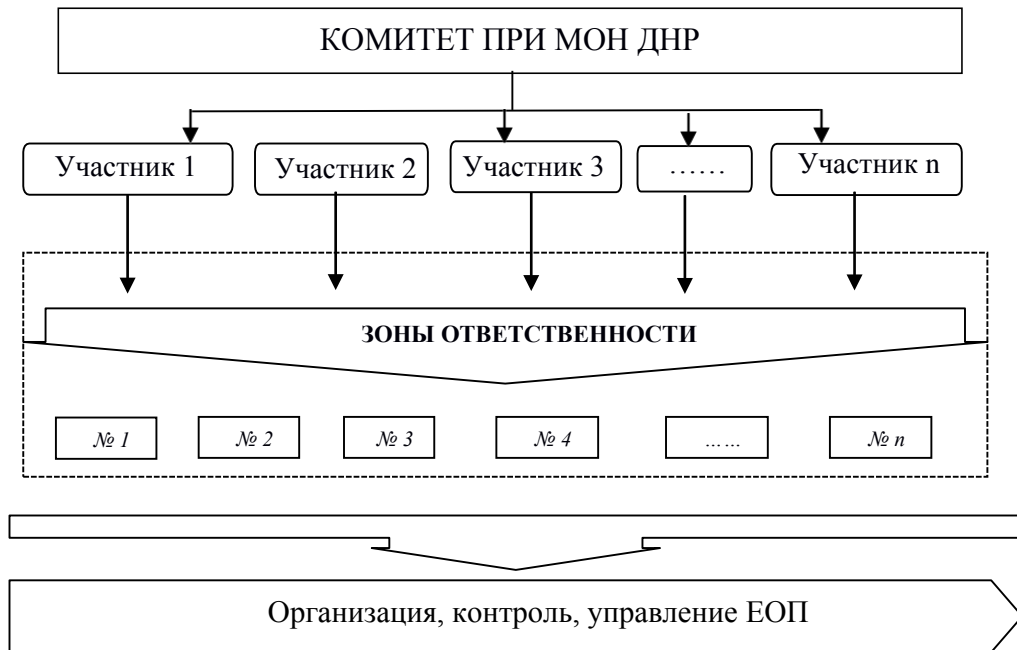 КОМИТЕТ ПРИ МОН ДНР
Участник 1
Участник 2
Участник 3
……
Участник n
ЗОНЫ ОТВЕТСТВЕННОСТИ
№ 1
№ 2
№ 3
№ 4
……
№ n
Организация, контроль, управление ЕОП